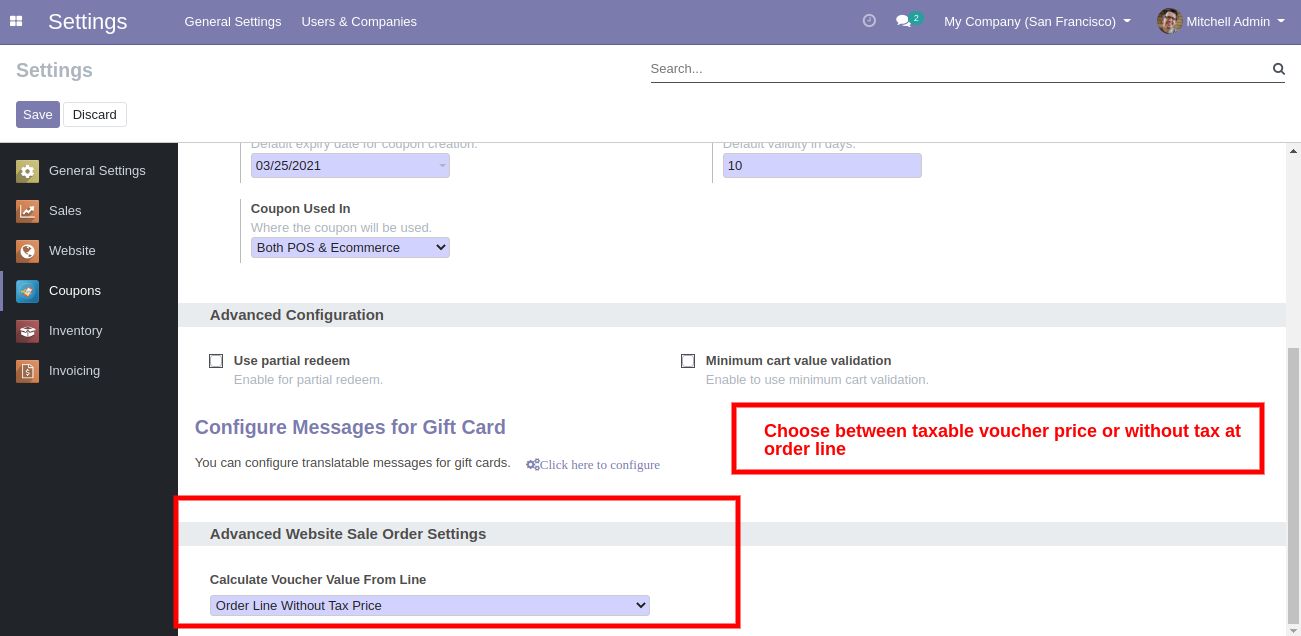 Settings
General Settings
Users & Companies
2
My Company (San Francisco)
Mitchell Admin
Settings
Search...
Save
Discard
General Settings
Sales
Website
Coupons
Inventory
Invoicing
Default expiry date for coupon creation.
03/25/2021
Default validity in days.
10
Coupon Used In
Where the coupon will be used.
Both POS & Ecommerce
Advanced Configuration
Use partial redeem
Enable for partial redeem.
Minimum cart value validation
Enable to use minimum cart validation.
Configure Messages for Gift Card
You can configure translatable messages for gift cards.
Click here to configure
Choose between taxable voucher price or without tax at
order line
Advanced Website Sale Order Settings
Calculate Voucher Value From Line
Order Line Without Tax Price